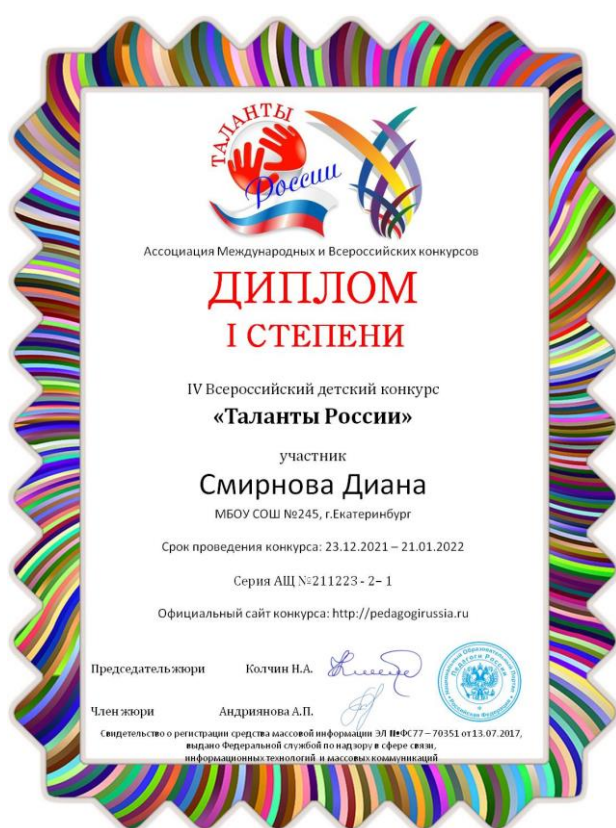 ТАЛАНТЫ
России
Ассоциация Международных и Всероссийских конкурсов
ДИПЛОМ
I СТЕПЕНИ
IV Всероссийский детский конкурс
«Таланты России»
участник
Смирнова Диана
МБОУ СОШ №245, г.Екатеринбург
Срок проведения конкурса: 23.12.2021 – 21.01.2022
Серия АЩ №211223 - 2– 1
Официальный сайт конкурса: http://pedagogirussia.ru
Председатель жюри Колчин Н.А.
Член жюри Андриянова А.П.
Педагоги России
Свидетельство о регистрации средства массовой информации ЭЛ №ФС77 – 70351 от 13.07.2017,
выдано Федеральной службой по надзору в сфере связи,
информационных технологий и массовых коммуникаций